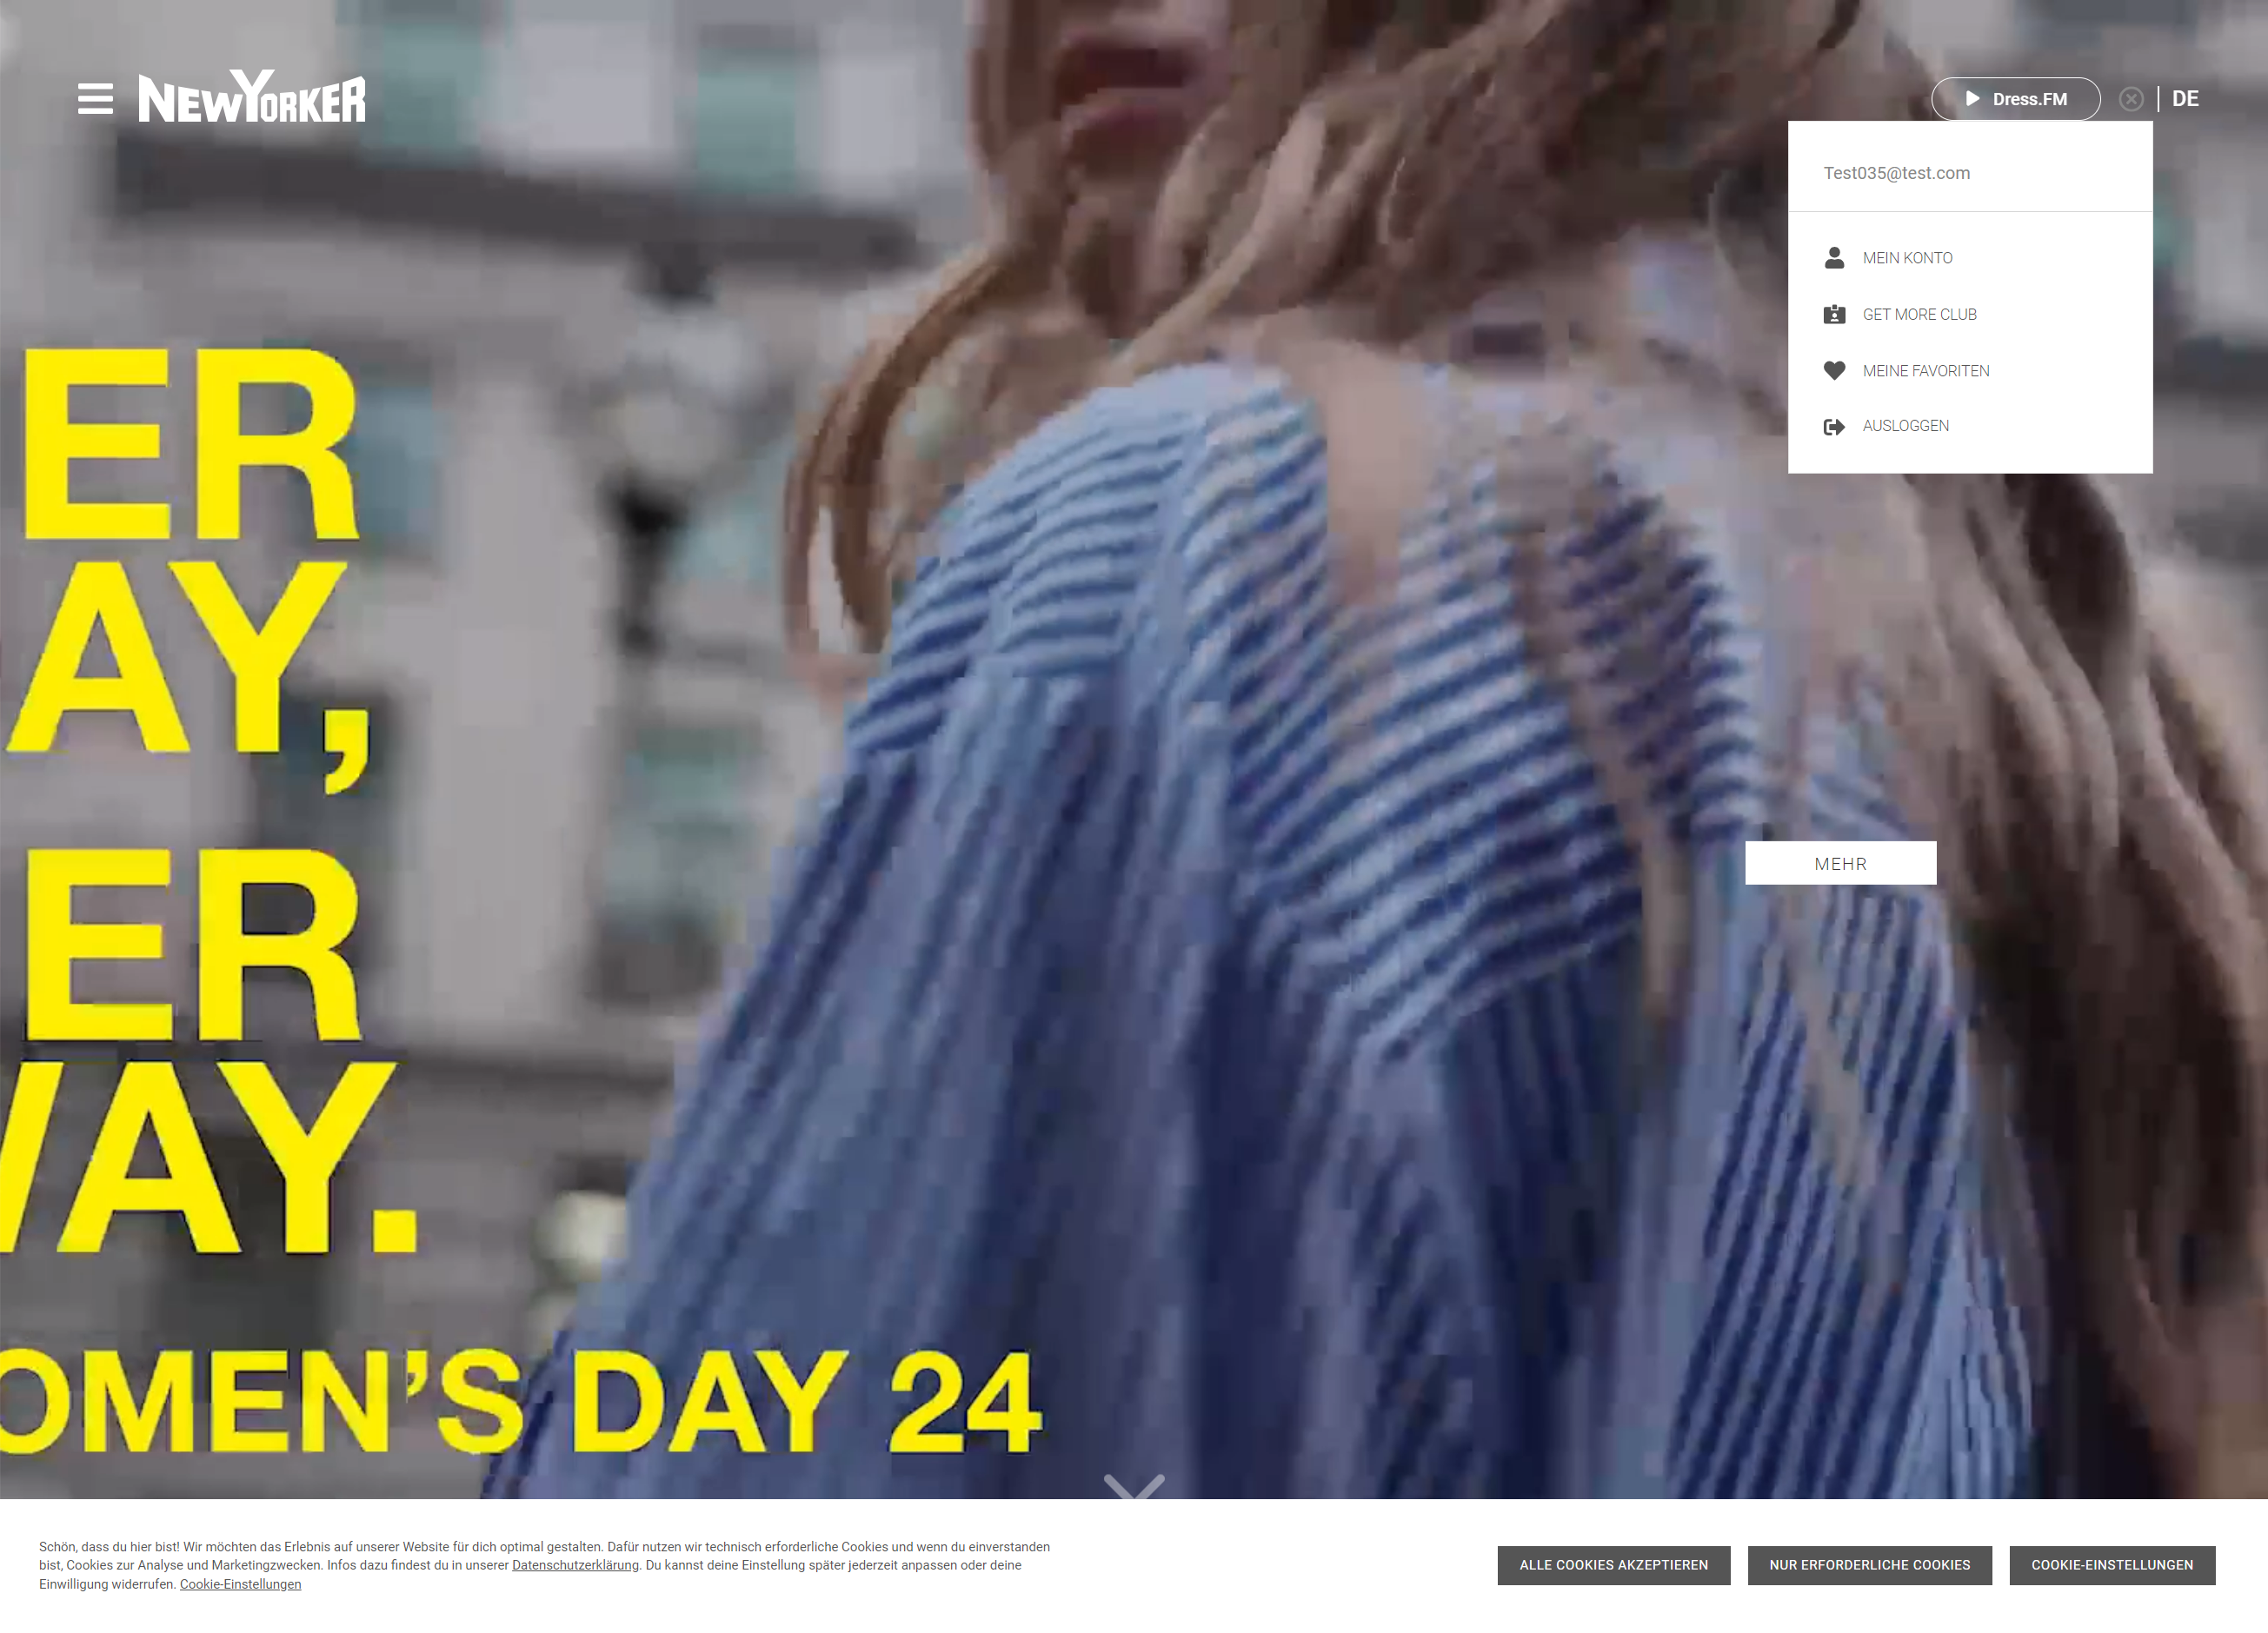 NEWYORKER
Dress.FM
DE
Test035@test.com
MEIN KONTO
GET MORE CLUB
MEINE FAVORITEN
AUSLOGGEN
ER
AY,
MEHR
ER
WAY.
OMEN'S DAY 24
Schön, dass du hier bist! Wir möchten das Erlebnis auf unserer Website für dich optimal gestalten. Dafür nutzen wir technisch erforderliche Cookies und wenn du einverstanden
bist, Cookies zur Analyse und Marketingzwecken. Infos dazu findest du in unserer Datenschutzerklärung. Du kannst deine Einstellung später jederzeit anpassen oder deine
Einwilligung widerrufen. Cookie-Einstellungen
ALLE COOKIES AKZEPTIEREN
NUR ERFORDERLICHE COOKIES
COOKIE-EINSTELLUNGEN